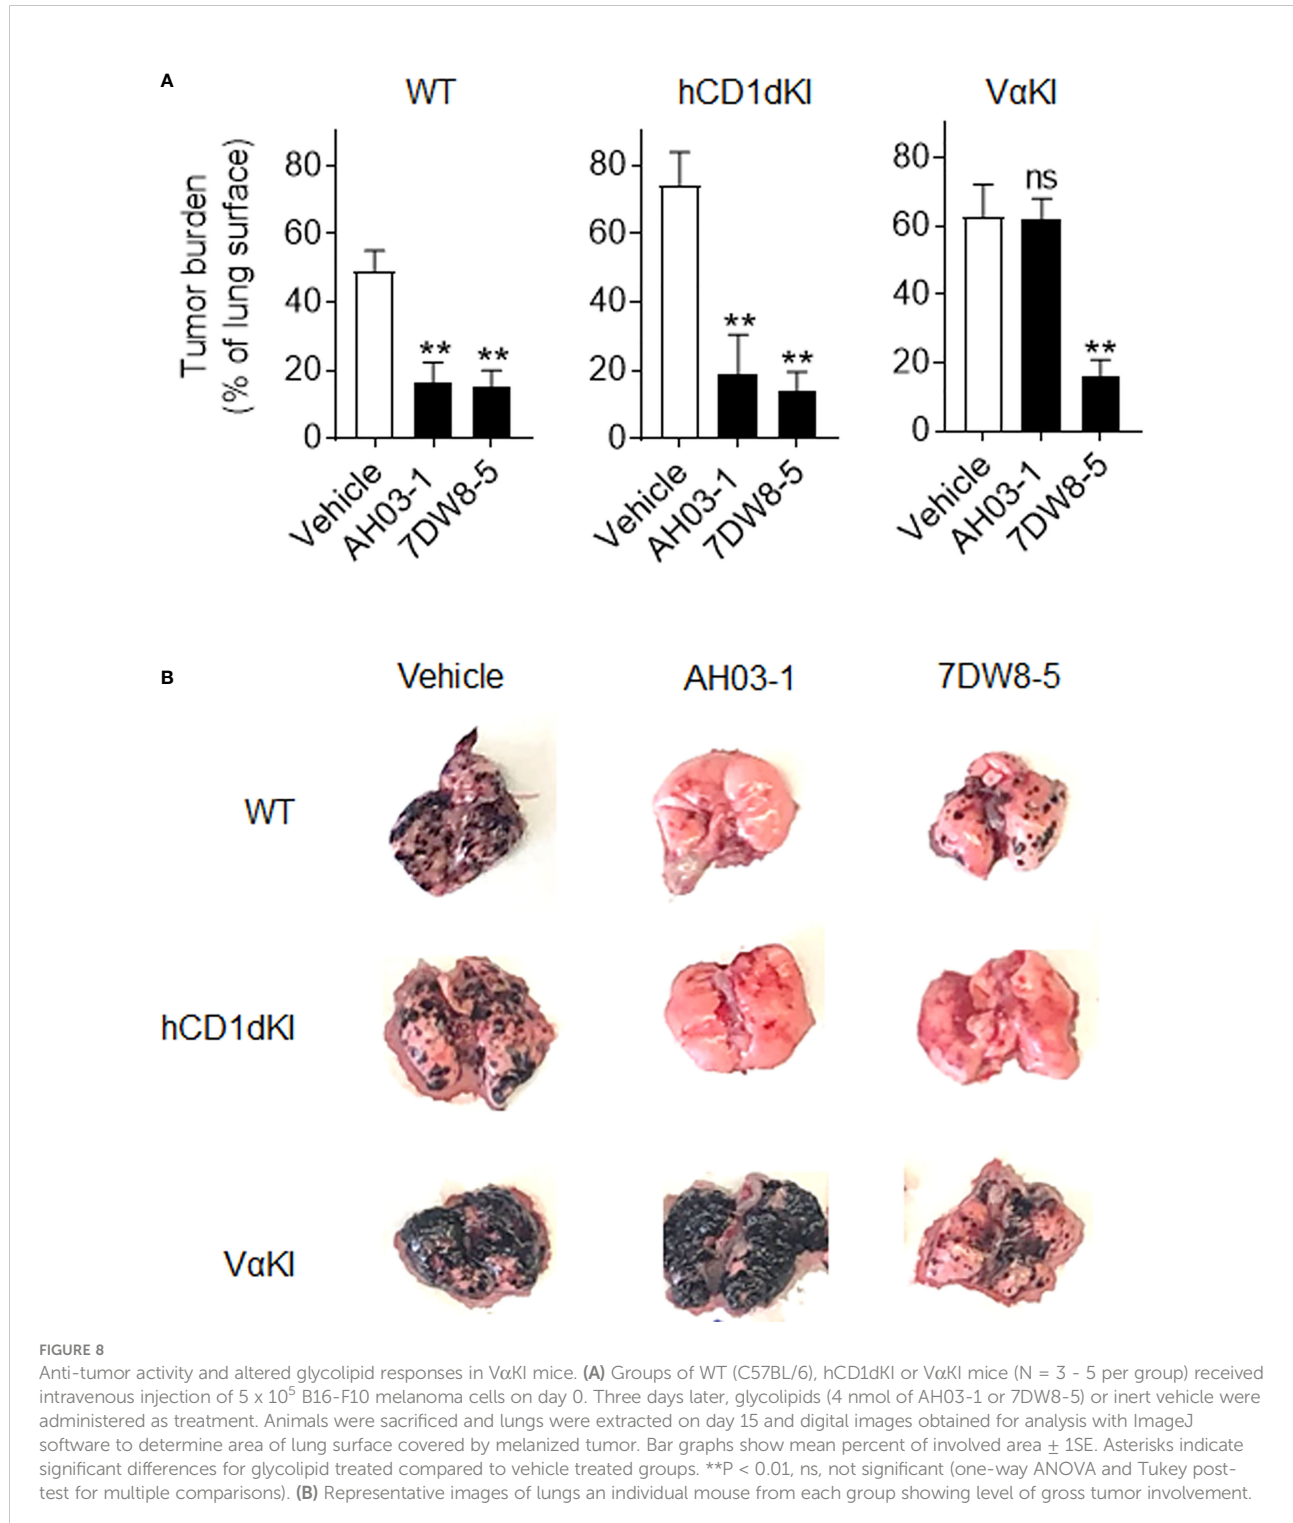 A
WT
hCD1dKI
VαKI
Tumor burden
(% of lung surface)
80
60
40
20
0
Vehicle
AH03-1
7DW8-5
**
**
80
60
40
20
0
Vehicle
AH03-1
7DW8-5
**
**
80
60
40
20
0
Vehicle
AH03-1
7DW8-5
ns
**
B
Vehicle
AH03-1
7DW8-5
WT
hCD1dKI
VαKI
FIGURE 8
Anti-tumor activity and altered glycolipid responses in VαKI mice. (A) Groups of WT (C57BL/6), hCD1dKI or VαKI mice (N = 3 - 5 per group) received
intravenous injection of 5 x 10⁵ B16-F10 melanoma cells on day 0. Three days later, glycolipids (4 nmol of AH03-1 or 7DW8-5) or inert vehicle were
administered as treatment. Animals were sacrificed and lungs were extracted on day 15 and digital images obtained for analysis with ImageJ
software to determine area of lung surface covered by melanized tumor. Bar graphs show mean percent of involved area ± 1SE. Asterisks indicate
significant differences for glycolipid treated compared to vehicle treated groups. **P < 0.01, ns, not significant (one-way ANOVA and Tukey post-
test for multiple comparisons). (B) Representative images of lungs an individual mouse from each group showing level of gross tumor involvement.